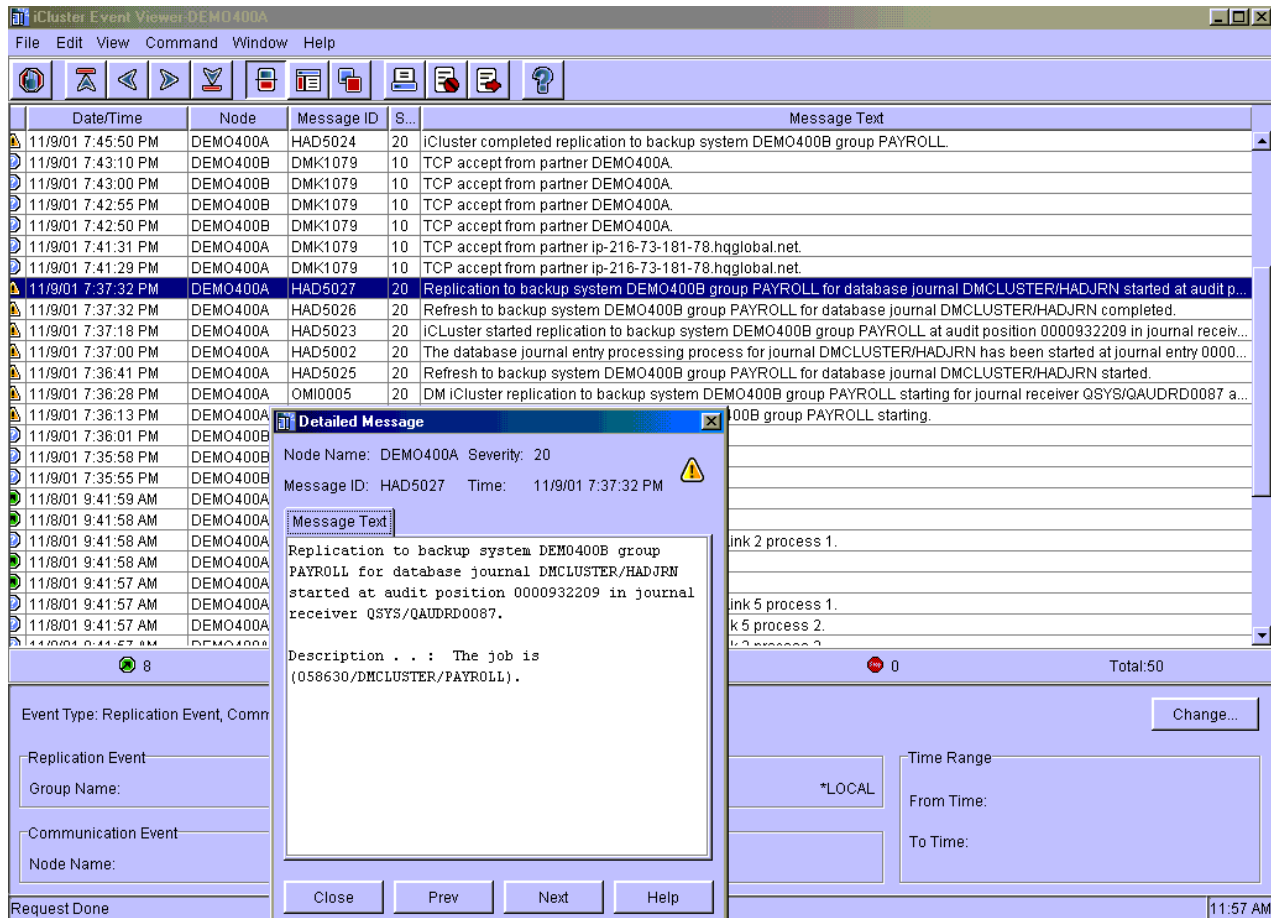 iCluster Event Viewer-DEMO400A
File Edit View Command Window Help
Date/Time Node Message ID S... Message Text
11/9/01 7:45:50 PM DEMO400A HAD5024 20 iCluster completed replication to backup system DEMO400B group PAYROLL.
11/9/01 7:43:10 PM DEMO400B DMK1079 10 TCP accept from partner DEMO400A.
11/9/01 7:43:00 PM DEMO400B DMK1079 10 TCP accept from partner DEMO400A.
11/9/01 7:42:55 PM DEMO400B DMK1079 10 TCP accept from partner DEMO400A.
11/9/01 7:42:50 PM DEMO400B DMK1079 10 TCP accept from partner DEMO400A.
11/9/01 7:41:31 PM DEMO400A DMK1079 10 TCP accept from partner ip-216-73-181-78.hqglobal.net.
11/9/01 7:41:29 PM DEMO400A DMK1079 10 TCP accept from partner ip-216-73-181-78.hqglobal.net.
11/9/01 7:37:32 PM DEMO400A HAD5027 20 Replication to backup system DEMO400B group PAYROLL for database journal DMCLUSTER/HADJRN started at audit p...
11/9/01 7:37:32 PM DEMO400A HAD5026 20 Refresh to backup system DEMO400B group PAYROLL for database journal DMCLUSTER/HADJRN completed.
11/9/01 7:37:18 PM DEMO400A HAD5023 20 iCLuster started replication to backup system DEMO400B group PAYROLL at audit position 0000932209 in journal receiv...
11/9/01 7:37:00 PM DEMO400A HAD5002 20 The database journal entry processing process for journal DMCLUSTER/HADJRN has been started at journal entry 0000...
11/9/01 7:36:41 PM DEMO400A HAD5025 20 Refresh to backup system DEMO400B group PAYROLL for database journal DMCLUSTER/HADJRN started.
11/9/01 7:36:28 PM DEMO400A OMI0005 20 DM iCluster replication to backup system DEMO400B group PAYROLL starting for journal receiver QSYS/QAUDRD0087 a...
11/9/01 7:36:13 PM DEMO400A 00B group PAYROLL starting.
11/9/01 7:36:01 PM DEMO400B
11/9/01 7:35:58 PM DEMO400B
11/9/01 7:35:55 PM DEMO400B
11/8/01 9:41:59 AM DEMO400A
11/8/01 9:41:58 AM DEMO400A
11/8/01 9:41:58 AM DEMO400A ink 2 process 1.
11/8/01 9:41:58 AM DEMO400A
11/8/01 9:41:57 AM DEMO400A
11/8/01 9:41:57 AM DEMO400A ink 5 process 1.
11/8/01 9:41:57 AM DEMO400A k 5 process 2.
Detailed Message
Node Name: DEMO400A Severity: 20
Message ID: HAD5027 Time: 11/9/01 7:37:32 PM
Message Text
Replication to backup system DEMO400B group
PAYROLL for database journal DMCLUSTER/HADJRN
started at audit position 0000932209 in journal
receiver QSYS/QAUDRD0087.
Description . . : The job is
(058630/DMCLUSTER/PAYROLL).
Close Prev Next Help
8 0 Total:50
Event Type: Replication Event, Comm
Change...
Replication Event
Group Name: *LOCAL
Communication Event
Node Name:
Time Range
From Time:
To Time:
Request Done 11:57 AM